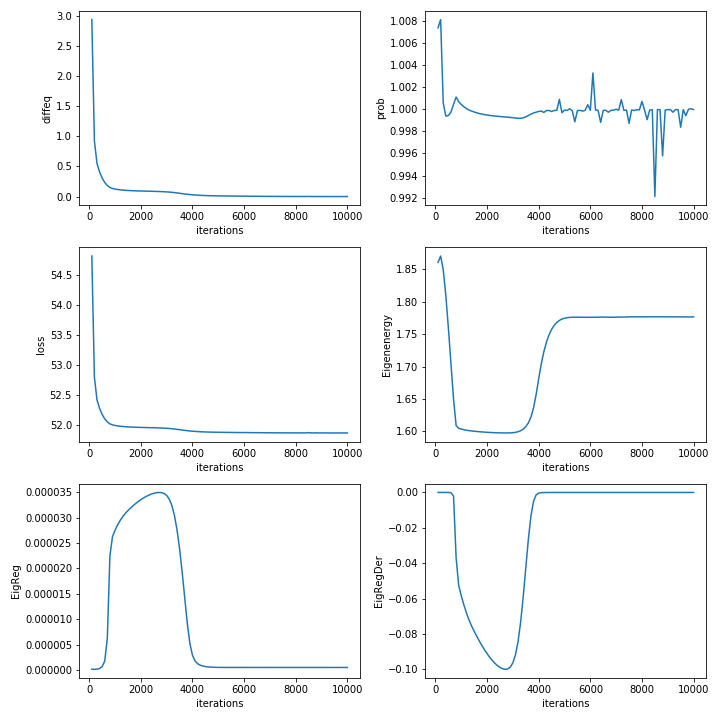 3.0
2.5
2.0
1.5
1.0
0.5
0.0
diffeq
0 2000 4000 6000 8000 10000
iterations
1.008
1.006
1.004
1.002
1.000
0.998
0.996
0.994
0.992
prob
0 2000 4000 6000 8000 10000
iterations
54.5
54.0
53.5
53.0
52.5
52.0
loss
0 2000 4000 6000 8000 10000
iterations
1.85
1.80
1.75
1.70
1.65
1.60
Eigenenergy
0 2000 4000 6000 8000 10000
iterations
0.000035
0.000030
0.000025
0.000020
0.000015
0.000010
0.000005
0.000000
EigReg
0 2000 4000 6000 8000 10000
iterations
0.00
−0.02
−0.04
−0.06
−0.08
−0.10
EigRegDer
0 2000 4000 6000 8000 10000
iterations